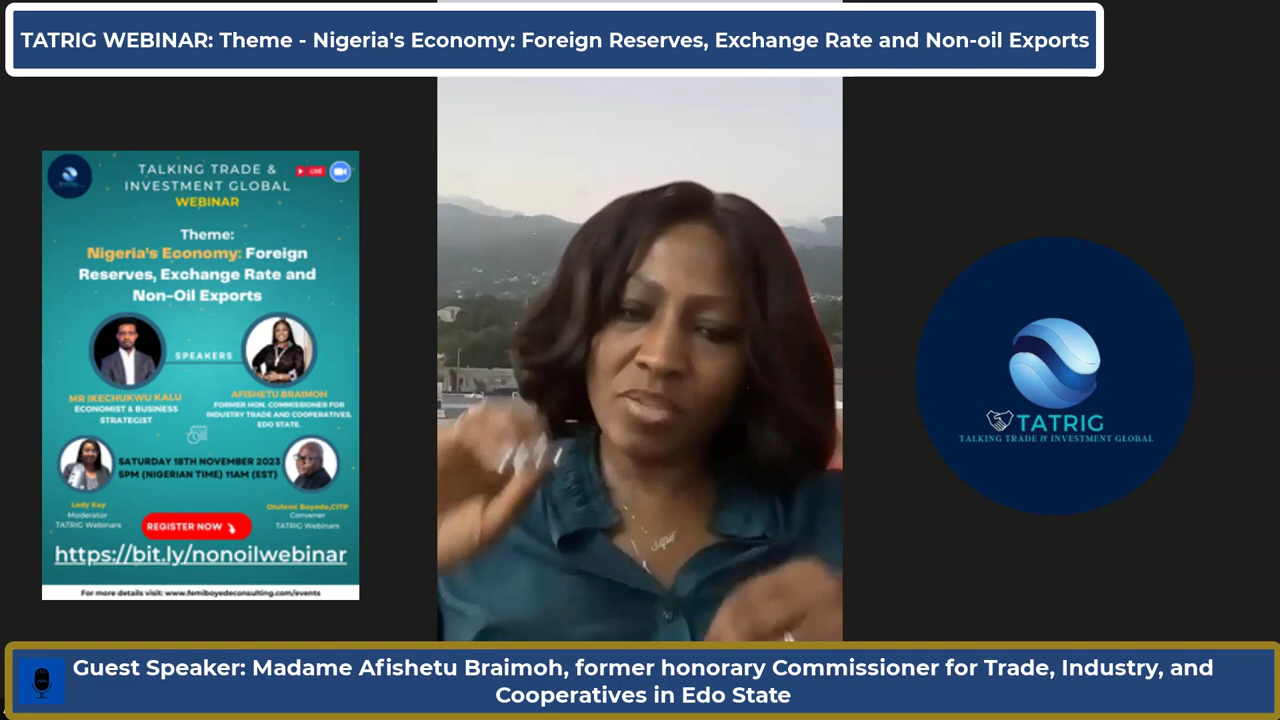 TATRIG WEBINAR: Theme - Nigeria's Economy: Foreign Reserves, Exchange Rate and Non-oil Exports
TALKING TRADE &
INVESTMENT GLOBAL
WEBINAR
LIVE
Theme:
Nigeria's Economy: Foreign
Reserves, Exchange Rate and
Non-Oil Exports
SPEAKERS
MR IKECHUKWU KALU
ECONOMIST & BUSINESS
STRATEGIST
AFISHETU BRAIMOH
FORMER HON. COMMISSIONER FOR
INDUSTRY TRADE AND COOPERATIVES,
EDO STATE.
SATURDAY 18TH NOVEMBER 2023
5PM (NIGERIAN TIME) 11AM (EST)
Lady Kay
Moderator
TATRIG Webinars
Olufemi Boyede,CITP
Convener
TATRIG Webinars
REGISTER NOW
https://bit.ly/nonoilwebinar
For more details visit: www.femiboyedeconsulting.com/events
TATRIG
TALKING TRADE & INVESTMENT GLOBAL
Guest Speaker: Madame Afishetu Braimoh, former honorary Commissioner for Trade, Industry, and
Cooperatives in Edo State